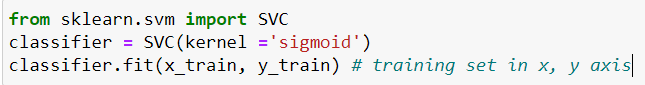 from sklearn.svm import SVC
classifier = SVC(kernel ='sigmoid')
classifier.fit(x_train, y_train) # training set in x, y axis